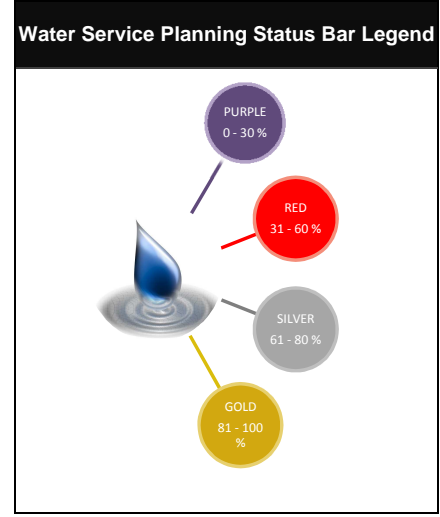 Water Service Planning Status Bar Legend
PURPLE
0 - 30 %
RED
31 - 60 %
SILVER
61 - 80 %
GOLD
81 - 100
%